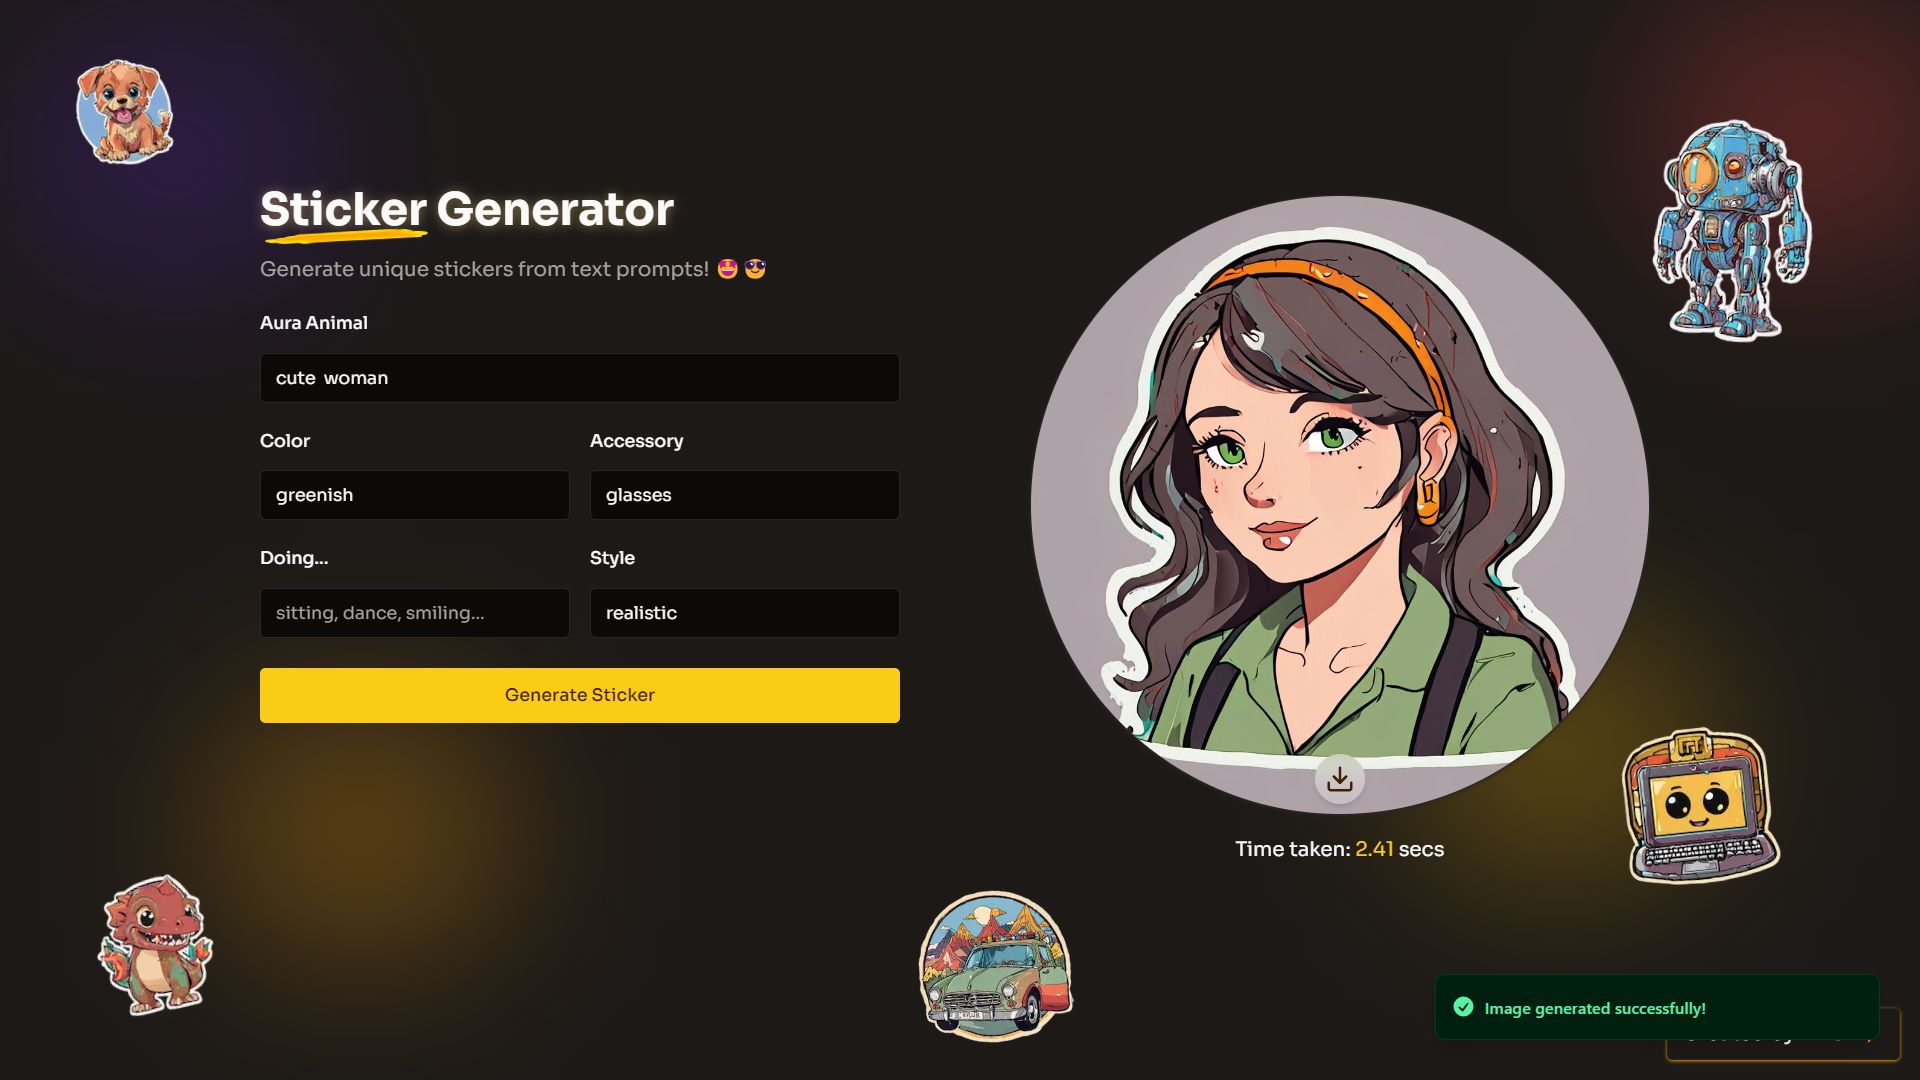 Sticker Generator
Generate unique stickers from text prompts! 🤩 😎
Aura Animal
cute  woman
Color
Accessory
greenish
glasses
Doing...
Style
sitting, dance, smiling...
realistic
Generate Sticker
Time taken: 2.41 secs
Image generated successfully!